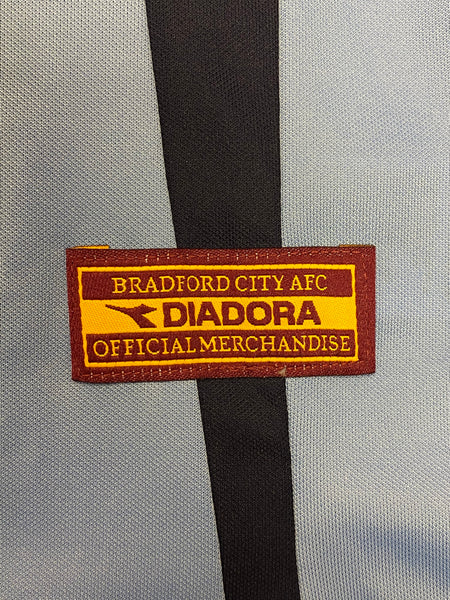 BRADFORD CITY AFC
DIADORA
OFFICIAL MERCHANDISE